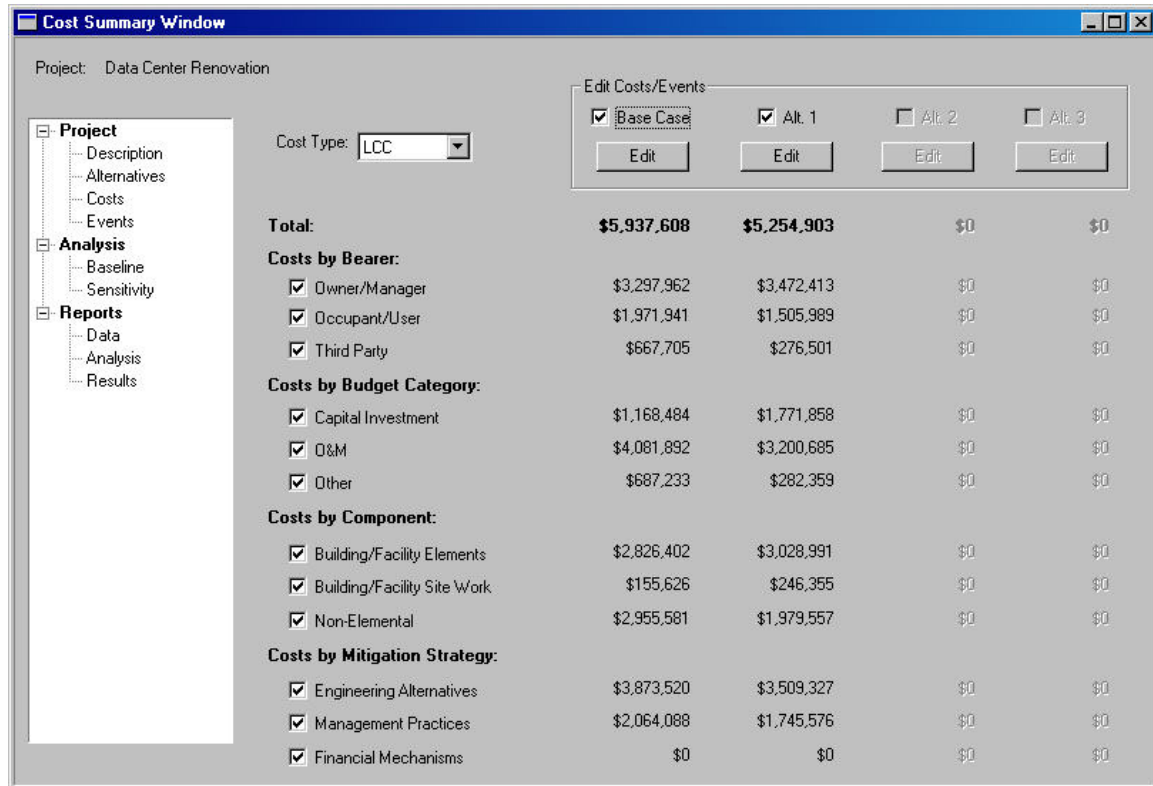 Cost Summary Window
Project: Data Center Renovation
Project
Description
Alternatives
Costs
Events
Analysis
Baseline
Sensitivity
Reports
Data
Analysis
Results
Cost Type: LCC
Edit Costs/Events
Base Case Alt. 1 Alt. 2 Alt. 3
Edit Edit Edit Edit
Total: $5,937,608 $5,254,903 $0 $0
Costs by Bearer:
Owner/Manager $3,297,962 $3,472,413 $0 $0
Occupant/User $1,971,941 $1,505,989 $0 $0
Third Party $667,705 $276,501 $0 $0
Costs by Budget Category:
Capital Investment $1,168,484 $1,771,858 $0 $0
O&M $4,081,892 $3,200,685 $0 $0
Other $687,233 $282,359 $0 $0
Costs by Component:
Building/Facility Elements $2,826,402 $3,028,991 $0 $0
Building/Facility Site Work $155,626 $246,355 $0 $0
Non-Elemental $2,955,581 $1,979,557 $0 $0
Costs by Mitigation Strategy:
Engineering Alternatives $3,873,520 $3,509,327 $0 $0
Management Practices $2,064,088 $1,745,576 $0 $0
Financial Mechanisms $0 $0 $0 $0